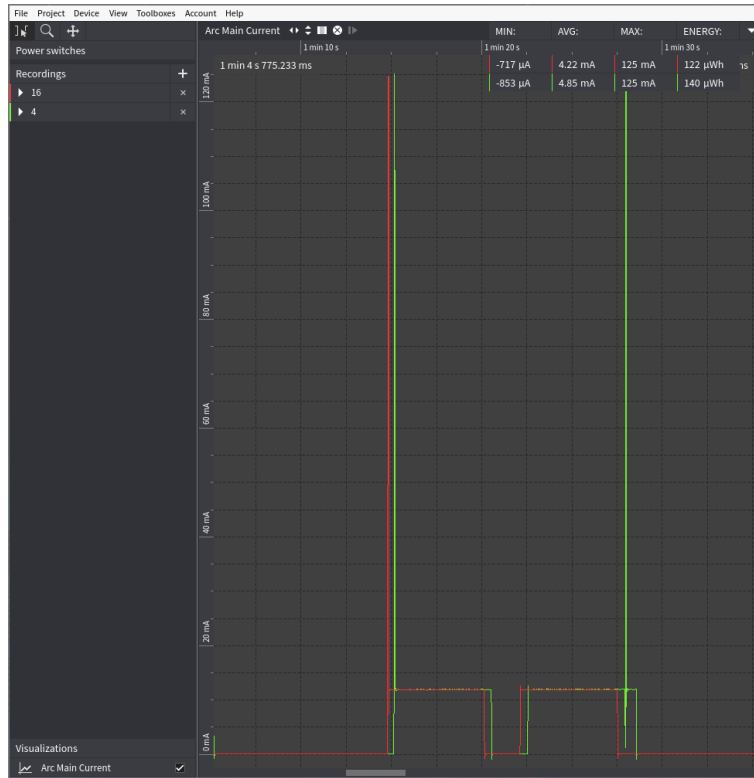 File Project Device View Toolboxes Account Help
Arc Main Current MIN: AVG: MAX: ENERGY:
Power switches
1 min 10 s 1 min 20 s 1 min 30 s
Recordings
1 min 4 s 775.233 ms -717 µA 4.22 mA 125 mA 122 µWh ns
-853 µA 4.85 mA 125 mA 140 µWh
16
4
120 mA
100 mA
80 mA
60 mA
40 mA
20 mA
0 mA
Visualizations
Arc Main Current